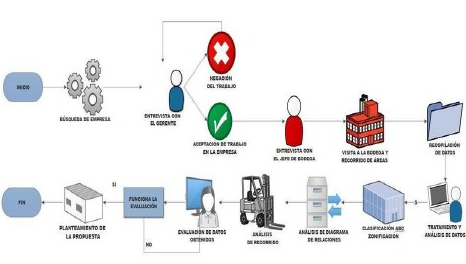 INICIO
BÚSQUEDA DE EMPRESA
ENTREVISTA CON
EL GERENTE
NEGACIÓN
DEL TRABAJO
ACEPTACION DE TRABAJO
EN LA EMPRESA
ENTREVISTA CON
EL JEFE DE BODEGA
VISITA A LA BODEGA Y
RECORRIDO DE ÁREAS
RECOPILACIÓN
DE DATOS
TRATAMIENTO Y
ANÁLISIS DE DATOS
CLASIFICACIÓN ABC
ZONIFICACION
ANÁLISIS DE DIAGRAMA
DE RELACIONES
ANÁLISIS
DE RECORRIDO
EVALUACIÓN DE DATOS
OBTENIDOS
FUNCIONA LA
EVALUACIÓN
SI
NO
PLANTEAMIENTO DE
LA PROPUESTA
FIN